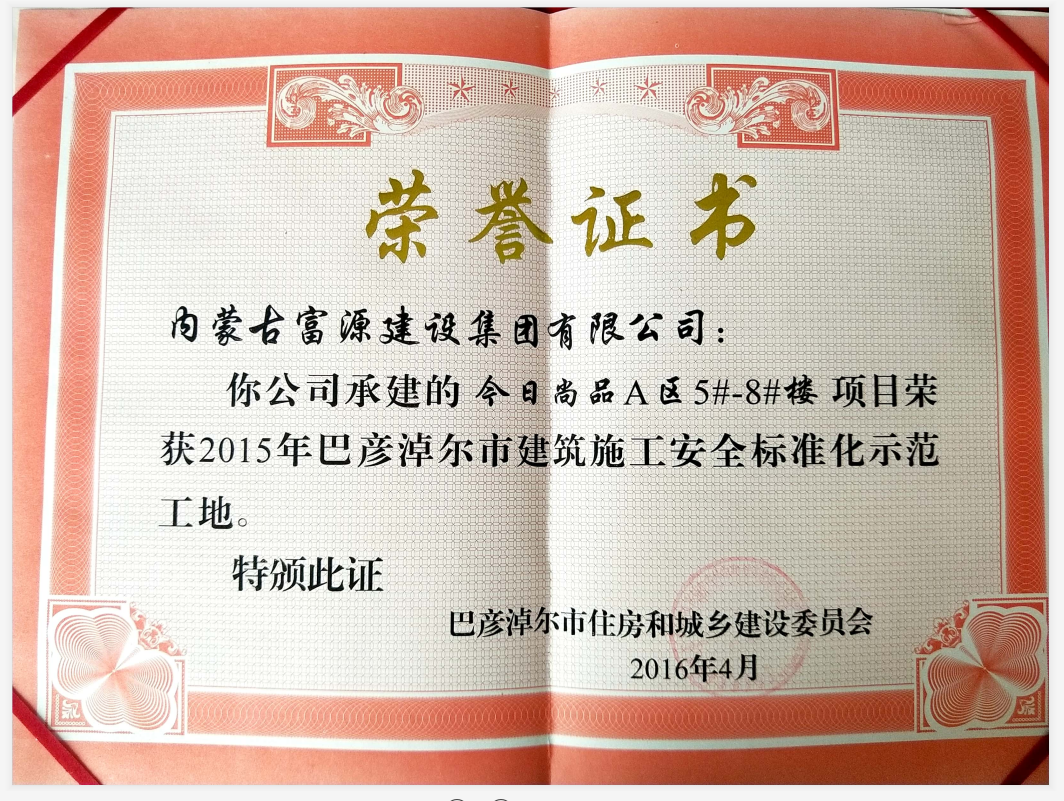 荣誉证书
内蒙古富源建设集团有限公司：
你公司承建的 今日尚品A区5#-8#楼 项目荣
获2015年巴彦淖尔市建筑施工安全标准化示范
工地。
特颁此证
巴彦淖尔市住房和城乡建设委员会
2016年4月